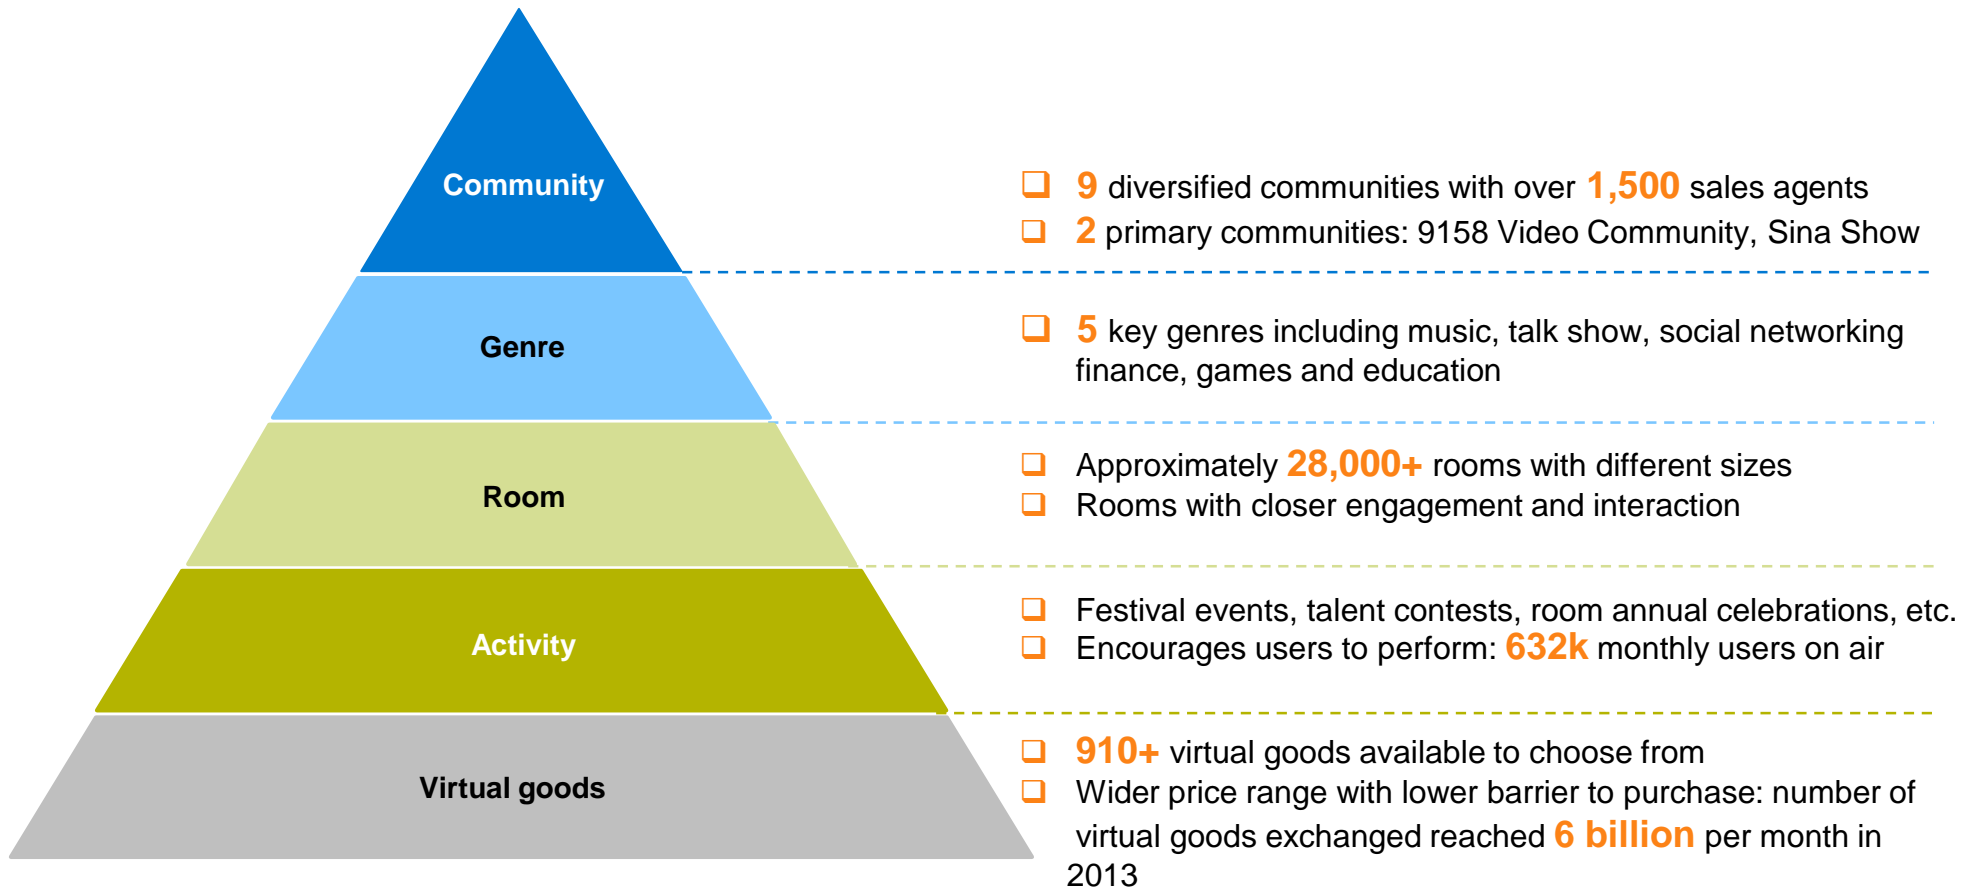 Community
9 diversified communities with over 1,500 sales agents
2 primary communities: 9158 Video Community, Sina Show
Genre
5 key genres including music, talk show, social networking
finance, games and education
Room
Approximately 28,000+ rooms with different sizes
Rooms with closer engagement and interaction
Activity
Festival events, talent contests, room annual celebrations, etc.
Encourages users to perform: 632k monthly users on air
Virtual goods
910+ virtual goods available to choose from
Wider price range with lower barrier to purchase: number of
virtual goods exchanged reached 6 billion per month in
2013